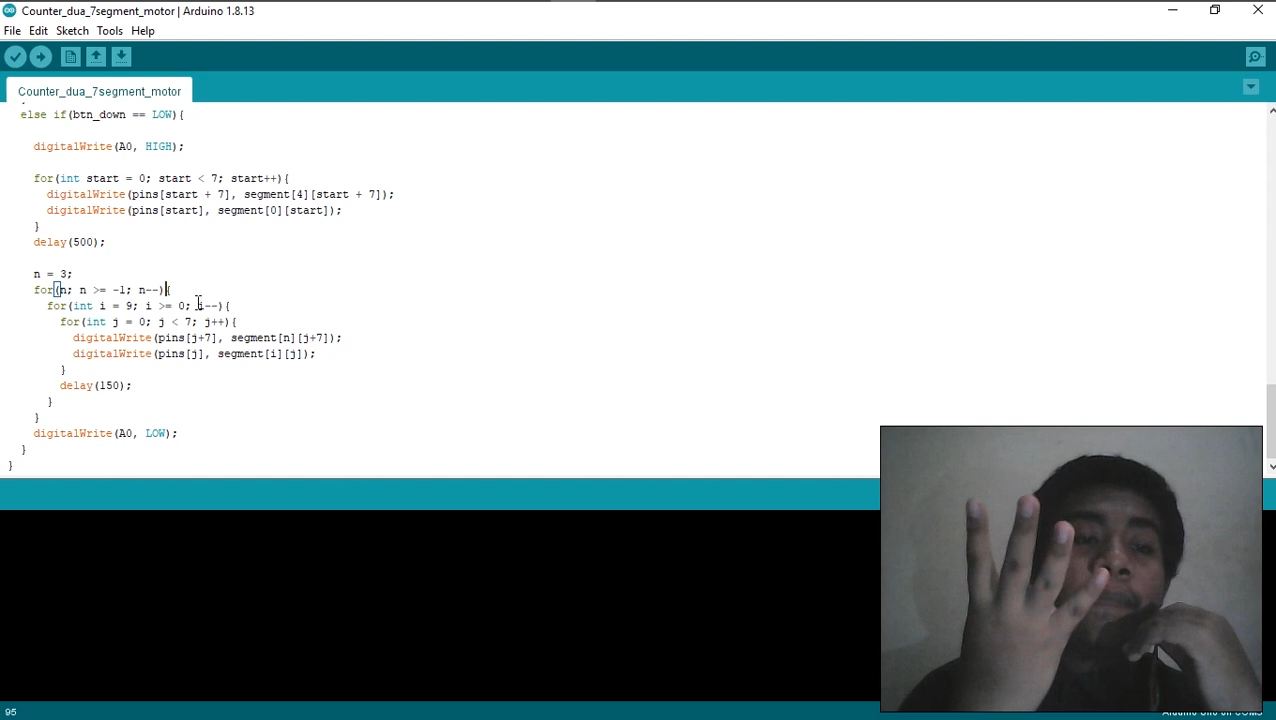 Counter_dua_7segment_motor | Arduino 1.8.13
File Edit Sketch Tools Help
Counter_dua_7segment_motor
else if(btn_down == LOW){
digitalWrite(A0, HIGH);
for(int start = 0; start < 7; start++){
digitalWrite(pins[start + 7], segment[4][start + 7]);
digitalWrite(pins[start], segment[0][start]);
}
delay(500);
n = 3;
for(n; n >= -1; n--){
for(int i = 9; i >= 0; i--){
for(int j = 0; j < 7; j++){
digitalWrite(pins[j+7], segment[n][j+7]);
digitalWrite(pins[j], segment[i][j]);
}
delay(150);
}
}
digitalWrite(A0, LOW);
}
}
95